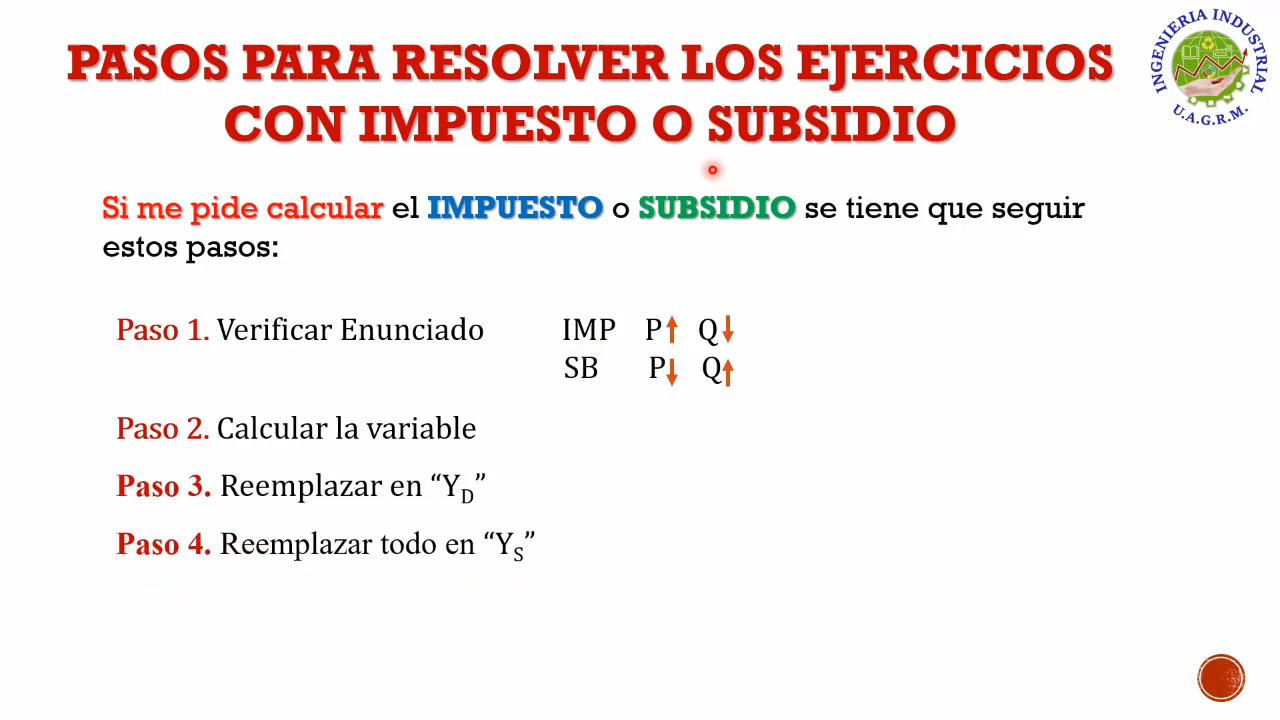 PASOS PARA RESOLVER LOS EJERCICIOS
CON IMPUESTO O SUBSIDIO
INGENIERIA INDUSTRIAL
U.A.G.R.M.
Si me pide calcular el IMPUESTO o SUBSIDIO se tiene que seguir
estos pasos:
Paso 1. Verificar Enunciado IMP P↑ Q↓
SB P↓ Q↑
Paso 2. Calcular la variable
Paso 3. Reemplazar en “Y_D”
Paso 4. Reemplazar todo en “Y_S”